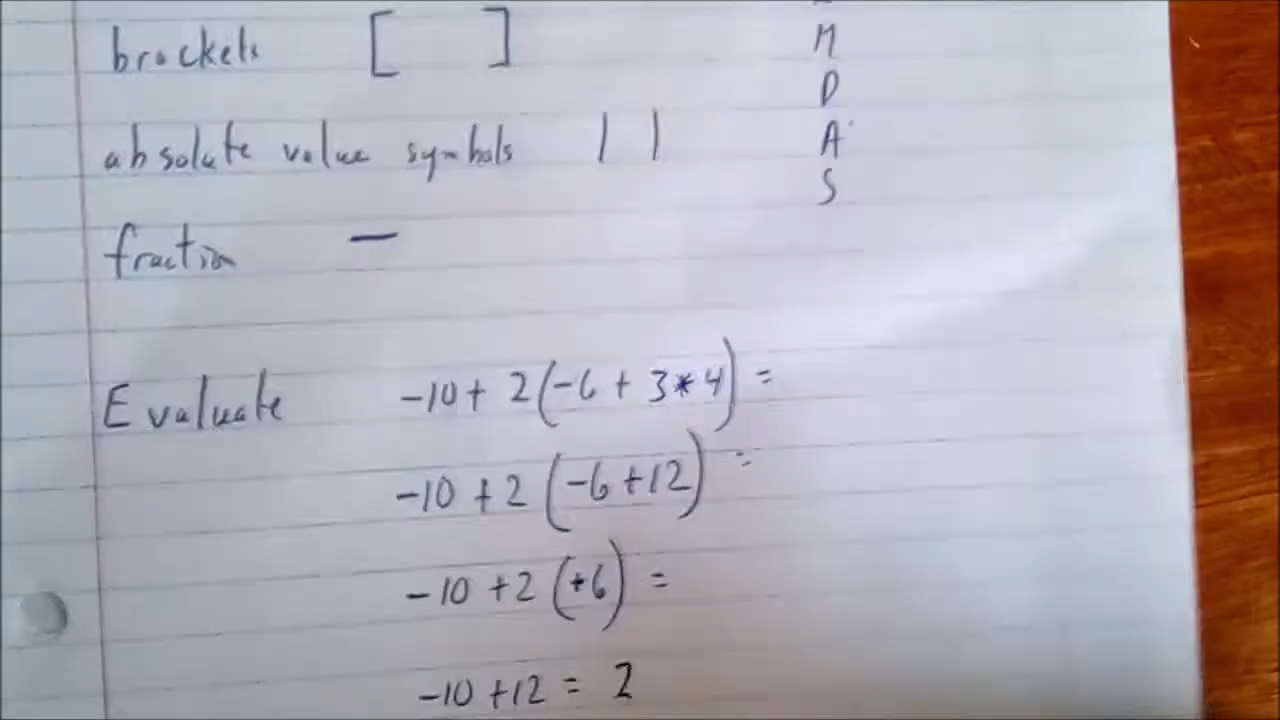 brackets [ ]
M
D
absolute value symbols | |
A
S
fraction —
Evaluate -10 + 2(-6 + 3*4) =
-10 + 2(-6 + 12) =
-10 + 2(+6) =
-10 + 12 = 2